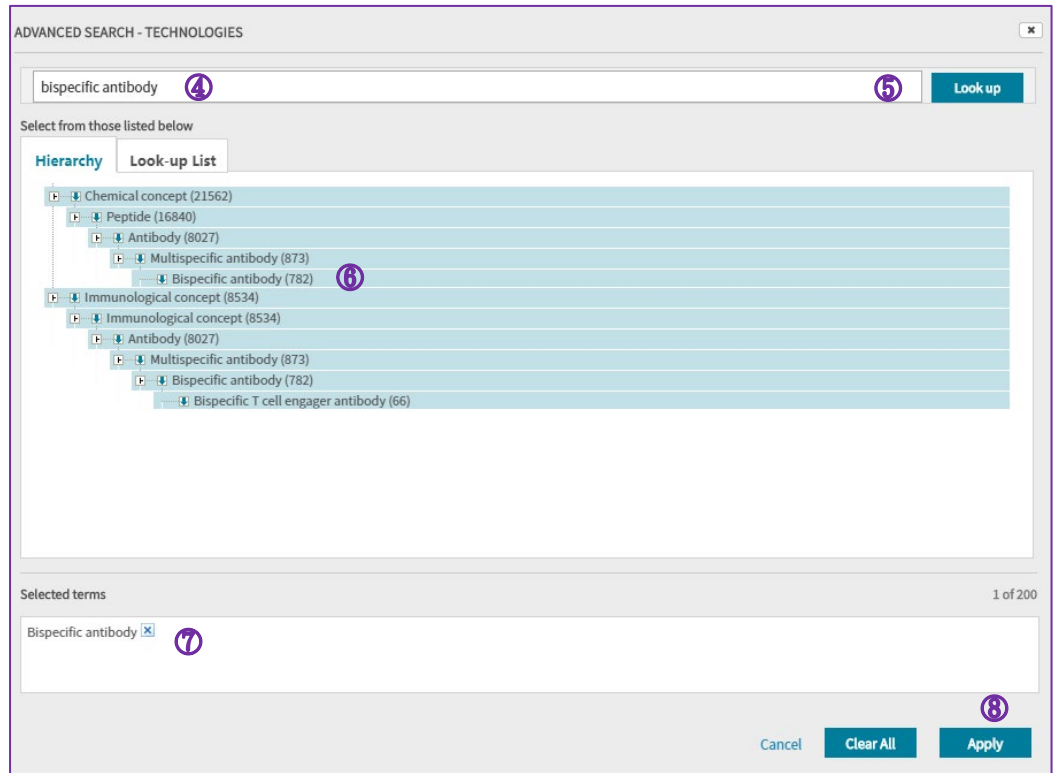 ADVANCED SEARCH - TECHNOLOGIES
bispecific antibody ④ ⑤ Look up
Select from those listed below
Hierarchy Look-up List
Chemical concept (21562)
Peptide (16840)
Antibody (8027)
Multispecific antibody (873)
Bispecific antibody (782) ⑥
Immunological concept (8534)
Immunological concept (8534)
Antibody (8027)
Multispecific antibody (873)
Bispecific antibody (782)
Bispecific T cell engager antibody (66)
Selected terms 1 of 200
Bispecific antibody ⑦
⑧
Cancel Clear All Apply